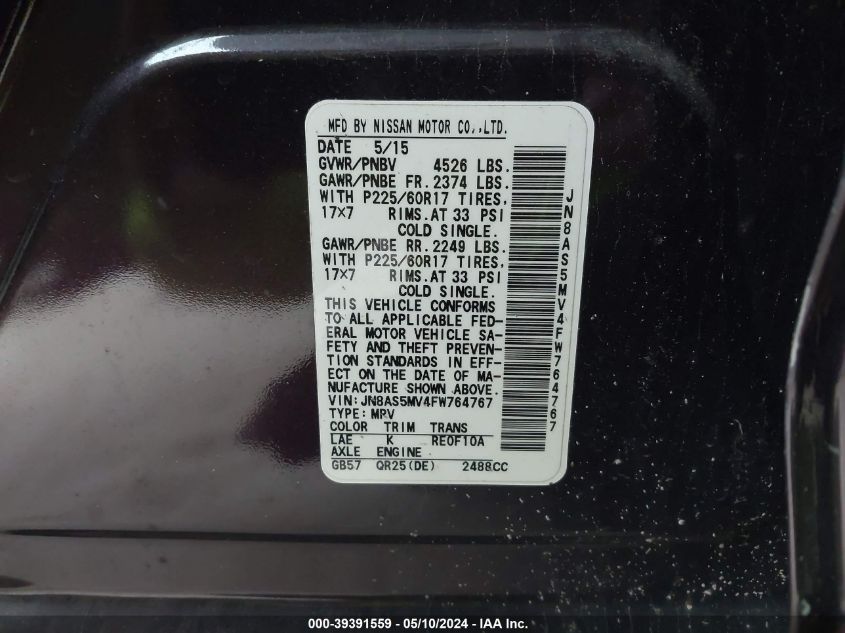 MFD BY NISSAN MOTOR CO.,LTD.
DATE 5/15
GVWR/PNBV 4526 LBS.
GAWR/PNBE FR. 2374 LBS.
WITH P225/60R17 TIRES,
17×7 RIMS.AT 33 PSI
COLD SINGLE.
GAWR/PNBE RR. 2249 LBS.
WITH P225/60R17 TIRES,
17×7 RIMS.AT 33 PSI
COLD SINGLE.
THIS VEHICLE CONFORMS
TO ALL APPLICABLE FED-
ERAL MOTOR VEHICLE SA-
FETY AND THEFT PREVEN-
TION STANDARDS IN EFF-
ECT ON THE DATE OF MA-
NUFACTURE SHOWN ABOVE.
VIN:JN8AS5MV4FW764767
TYPE:MPV
COLOR TRIM TRANS
LAE K RE0F10A
AXLE ENGINE
GB57 QR25(DE) 2488CC
JN8AS5MV4FW764767
000-39391559 - 05/10/2024 - IAA Inc.